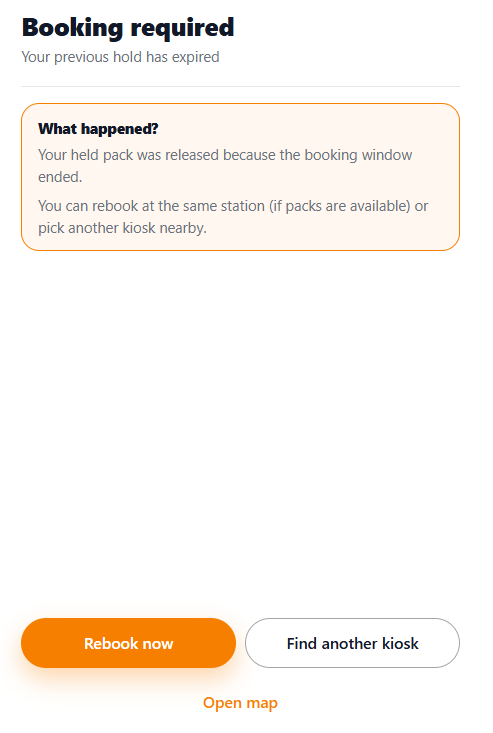 Booking required
Your previous hold has expired
What happened?
Your held pack was released because the booking window
ended.
You can rebook at the same station (if packs are available) or
pick another kiosk nearby.
Rebook now
Find another kiosk
Open map